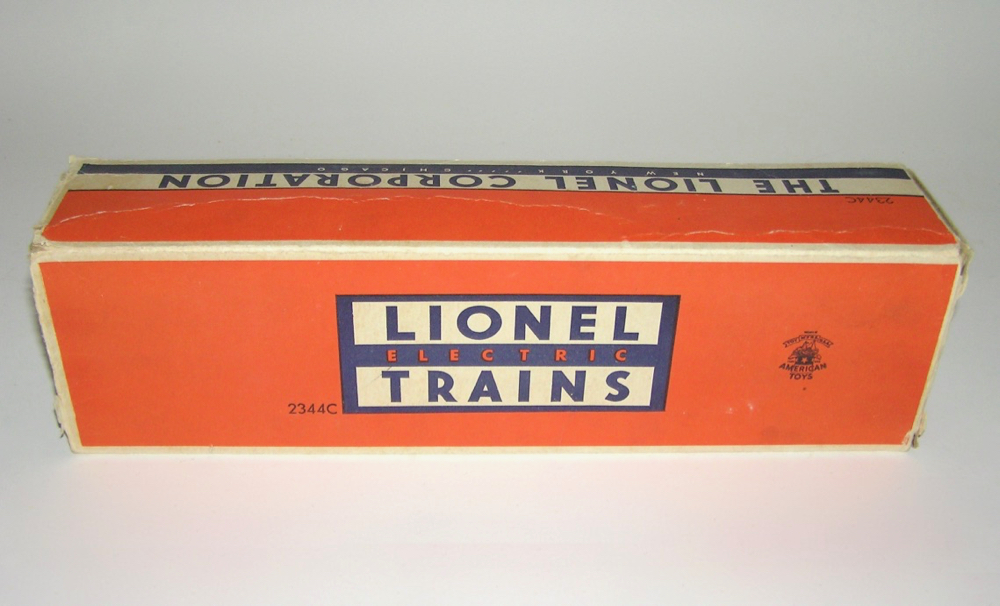 THE LIONEL CORPORATION
NEW YORK ······ CHICAGO
2344C
LIONEL
ELECTRIC
TRAINS
2344C
AMERICAN
TOYS